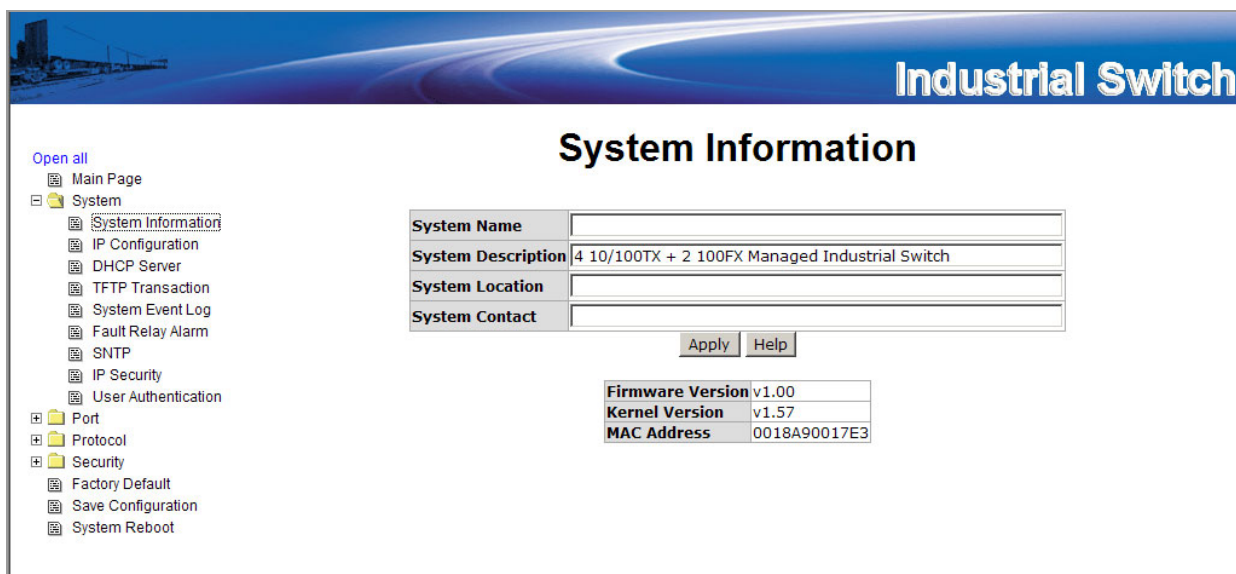 Industrial Switch
Open all
Main Page
System
System Information
IP Configuration
DHCP Server
TFTP Transaction
System Event Log
Fault Relay Alarm
SNTP
IP Security
User Authentication
Port
Protocol
Security
Factory Default
Save Configuration
System Reboot
System Information
System Name
System Description 4 10/100TX + 2 100FX Managed Industrial Switch
System Location
System Contact
Apply Help
Firmware Version v1.00
Kernel Version v1.57
MAC Address 0018A90017E3